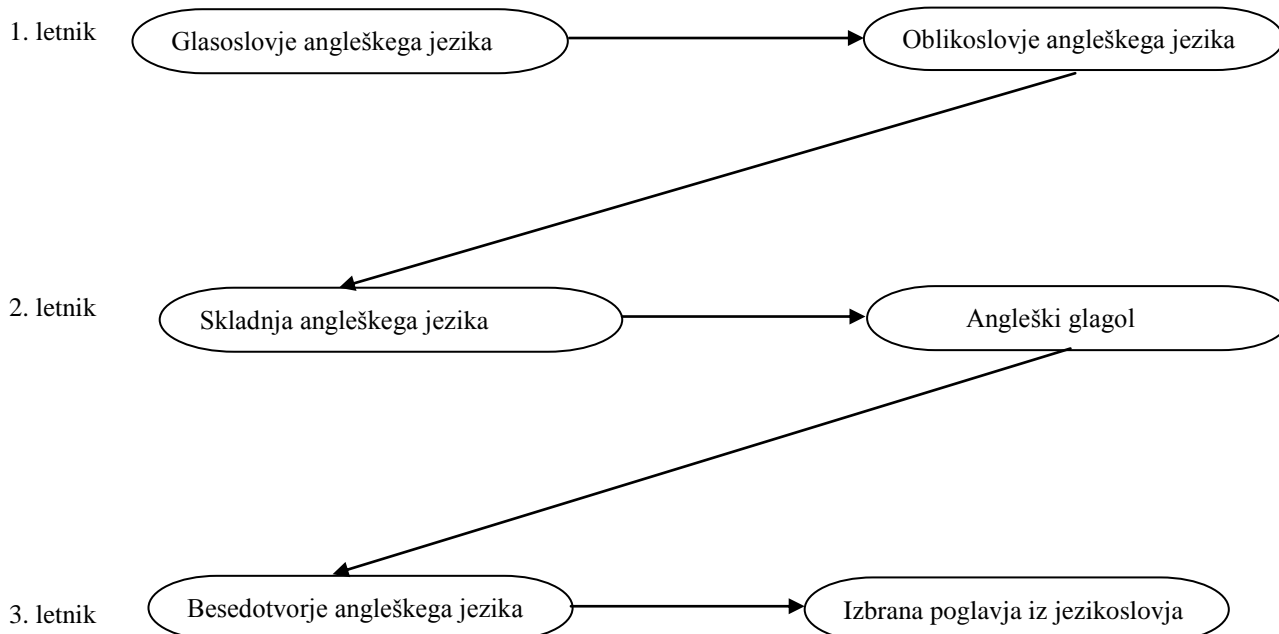 1. letnik
Glasoslovje angleškega jezika
Oblikoslovje angleškega jezika
2. letnik
Skladnja angleškega jezika
Angleški glagol
3. letnik
Besedotvorje angleškega jezika
Izbrana poglavja iz jezikoslovja